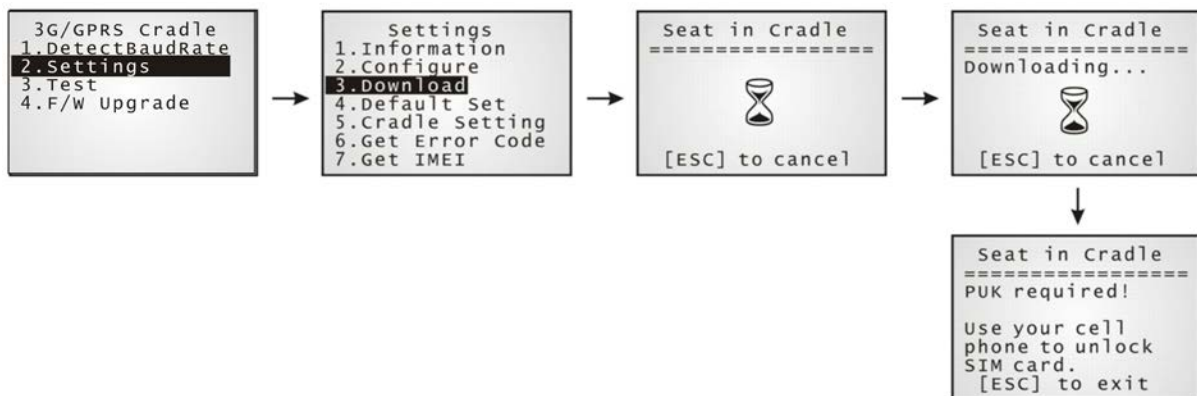 3G/GPRS Cradle
1.DetectBaudRate
2.Settings
3.Test
4.F/W Upgrade
Settings
1.Information
2.Configure
3.Download
4.Default Set
5.Cradle Setting
6.Get Error Code
7.Get IMEI
Seat in Cradle
=================
[ESC] to cancel
Seat in Cradle
=================
Downloading...
[ESC] to cancel
Seat in Cradle
=================
PUK required!
Use your cell
phone to unlock
SIM card.
[ESC] to exit